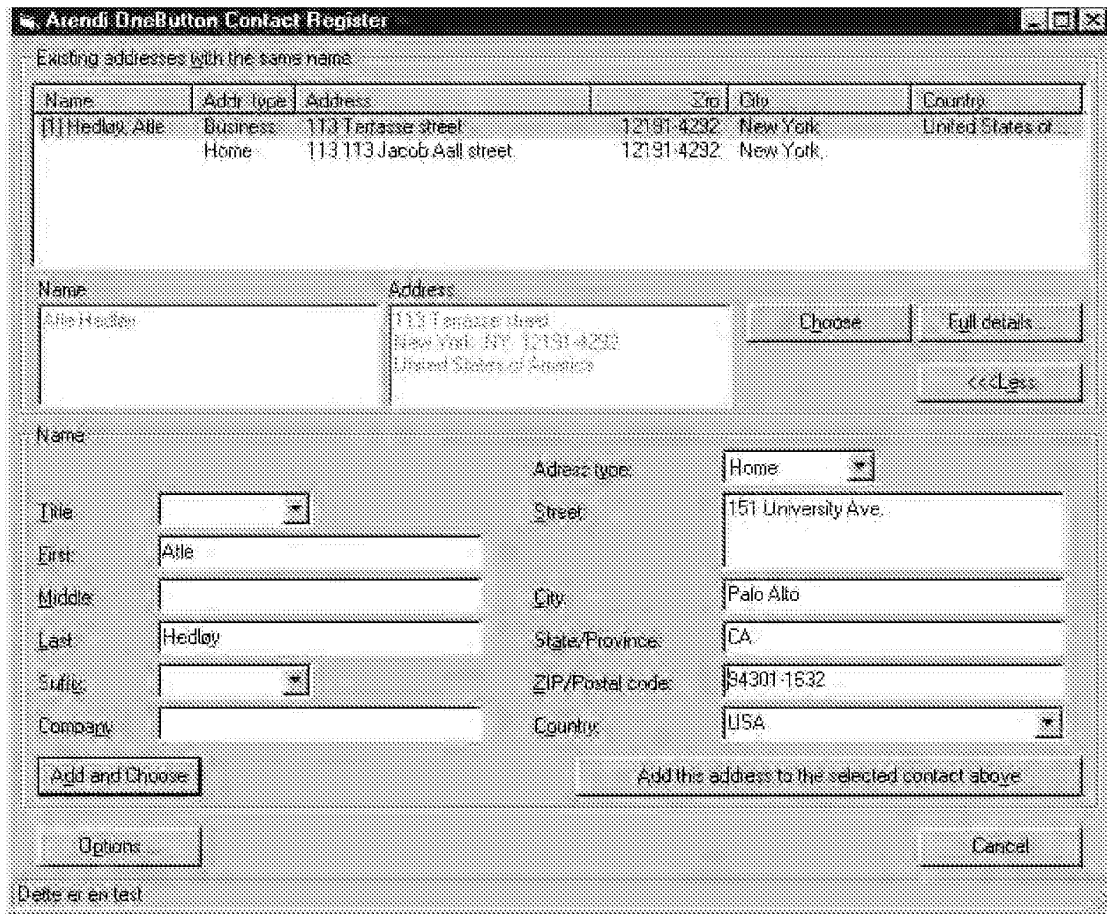 Arendi OneButton Contact Register
Existing addresses with the same name
Name Addr. type Address Zip City Country
[1] Hedløy, Atle Business 113 Terrasse street 12191-4292 New York United States of ...
Home 113 113 Jacob Aall street 12191-4292 New York
Name Address
Atle Hedløy
113 Terrasse street
New York, NY 12191-4292
United States of America
Choose Full details...
<<<Less
Name
Adress type: Home
Title: Street: 151 University Ave.
First: Atle
Middle: City: Palo Alto
Last: Hedløy State/Province: CA
Suffix: ZIP/Postal code: 94301-1632
Company: Country: USA
Add and Choose Add this address to the selected contact above
Options... Cancel
Dette er en test